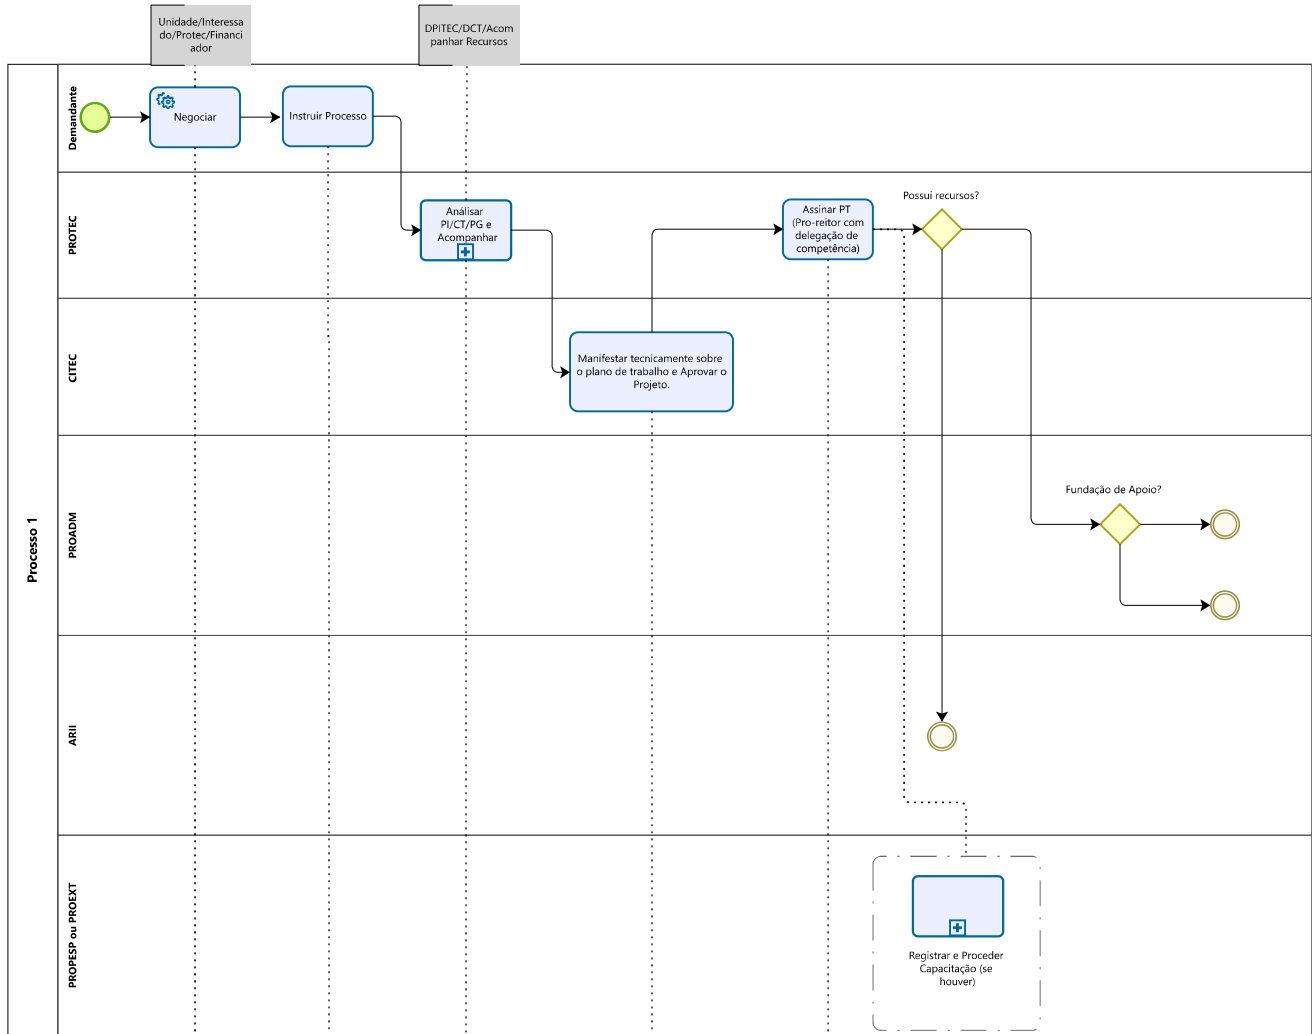 Unidade/Interessa
do/Protec/Financi
ador
DPITEC/DCT/Acom
panhar Recursos
Processo 1
Demandante
Negociar
Instruir Processo
PROTEC
Análisar
PI/CT/PG e
Acompanhar
Assinar PT
(Pro-reitor com
delegação de
competência)
Possui recursos?
CITEC
Manifestar tecnicamente sobre
o plano de trabalho e Aprovar o
Projeto.
PROADM
Fundação de Apoio?
ARII
PROPESP ou PROEXT
Registrar e Proceder
Capacitação (se
houver)